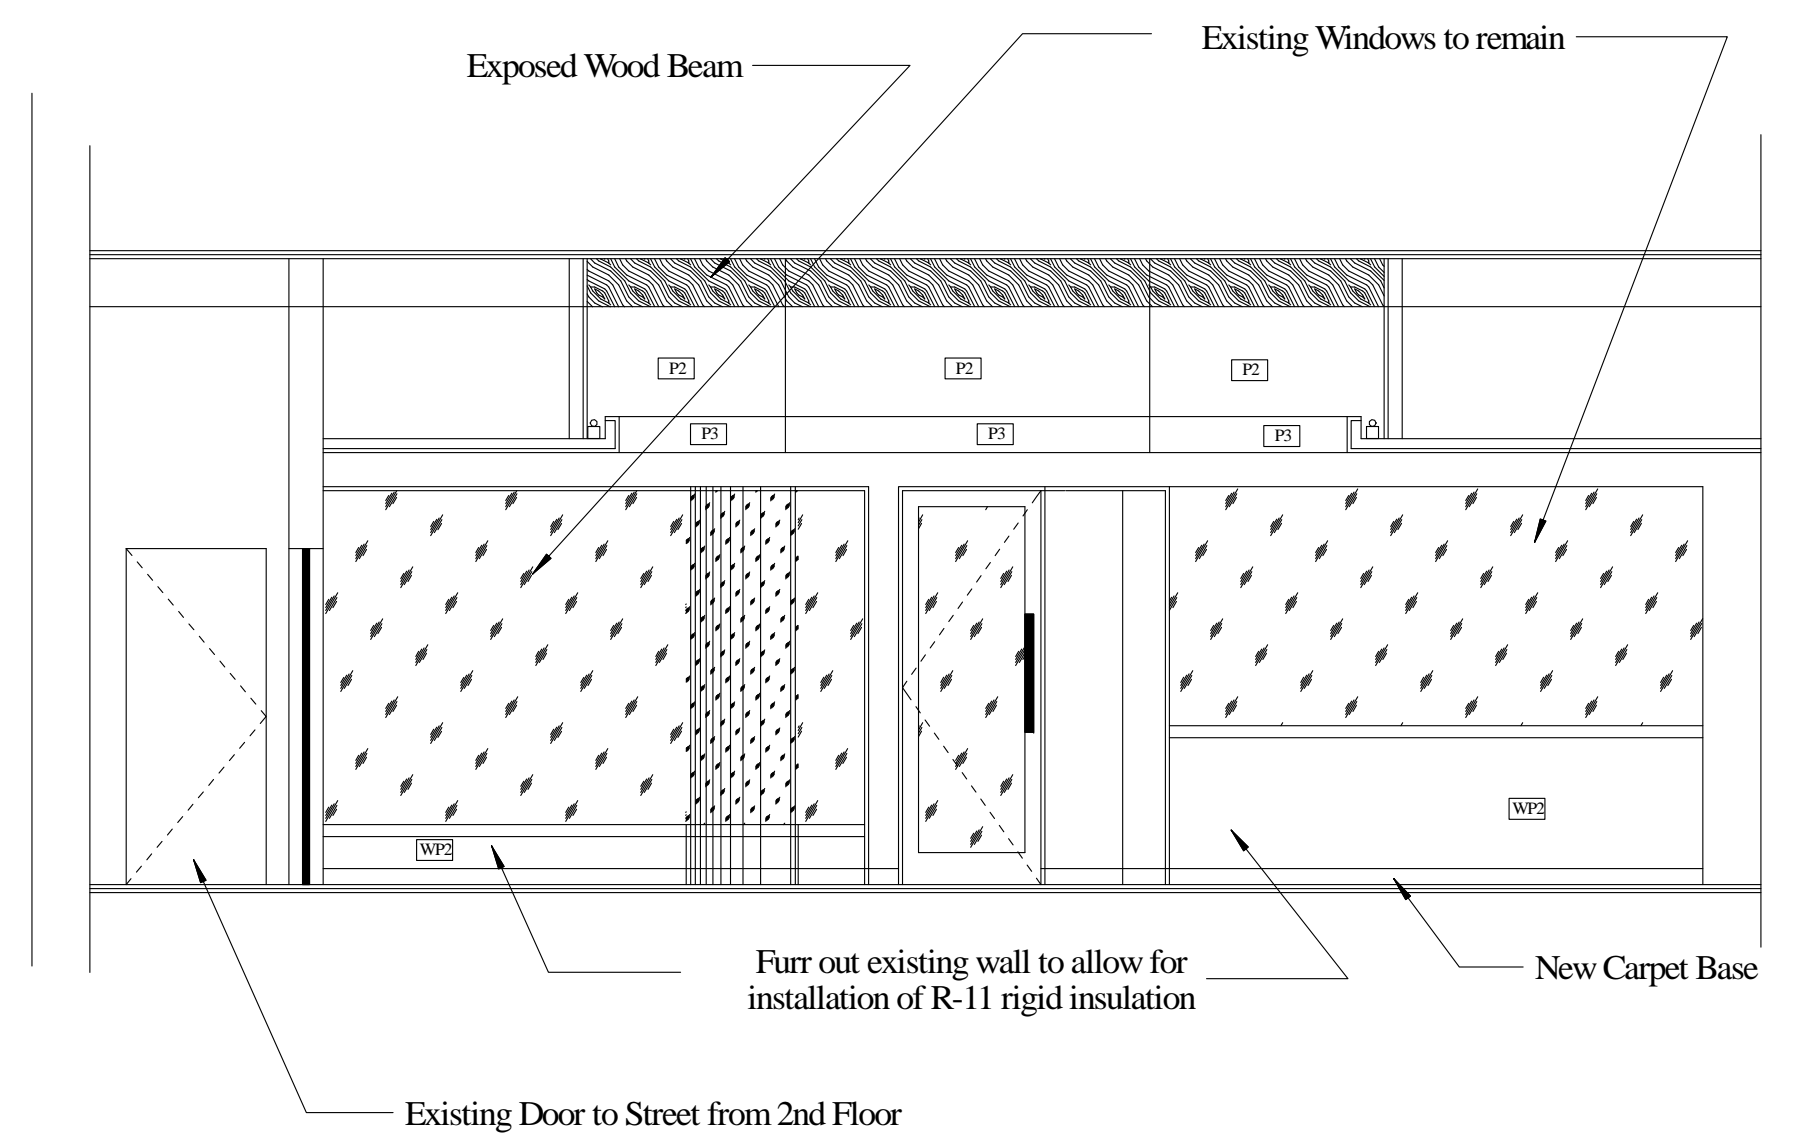 Existing Windows to remain
Exposed Wood Beam
P2
P2
P2
P3
P3
P3
WP2
WP2
Furr out existing wall to allow for
installation of R-11 rigid insulation
New Carpet Base
Existing Door to Street from 2nd Floor